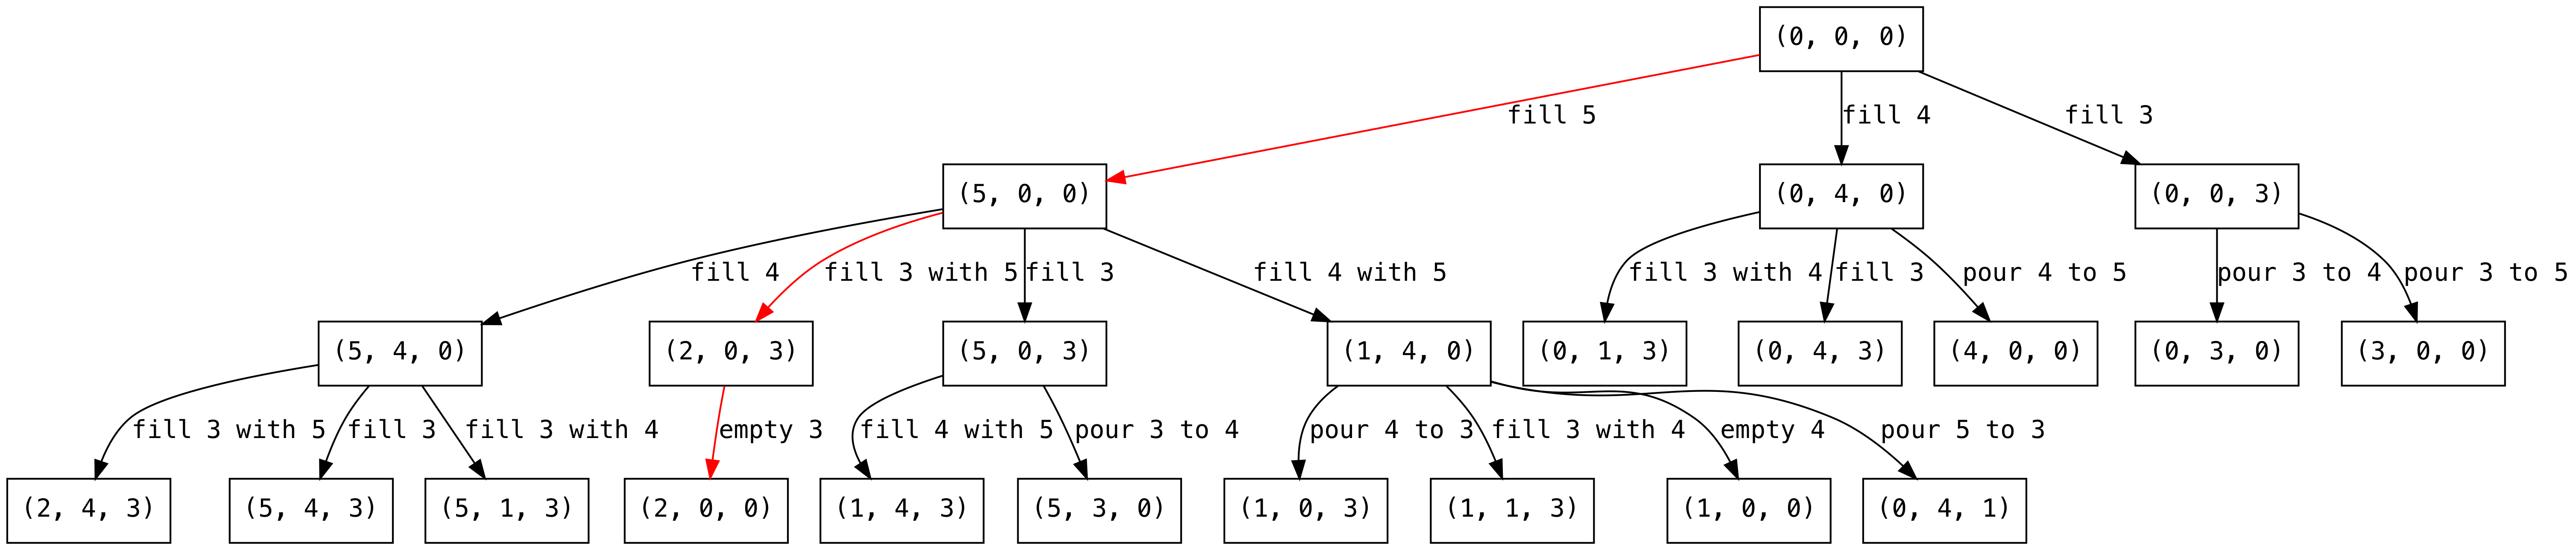 (0, 0, 0)
fill 5
fill 4
fill 3
(5, 0, 0)
(0, 4, 0)
(0, 0, 3)
fill 4
fill 3 with 5
fill 3
fill 4 with 5
fill 3 with 4
fill 3
pour 4 to 5
pour 3 to 4
pour 3 to 5
(5, 4, 0)
(2, 0, 3)
(5, 0, 3)
(1, 4, 0)
(0, 1, 3)
(0, 4, 3)
(4, 0, 0)
(0, 3, 0)
(3, 0, 0)
fill 3 with 5
fill 3
fill 3 with 4
empty 3
fill 4 with 5
pour 3 to 4
pour 4 to 3
fill 3 with 4
empty 4
pour 5 to 3
(2, 4, 3)
(5, 4, 3)
(5, 1, 3)
(2, 0, 0)
(1, 4, 3)
(5, 3, 0)
(1, 0, 3)
(1, 1, 3)
(1, 0, 0)
(0, 4, 1)